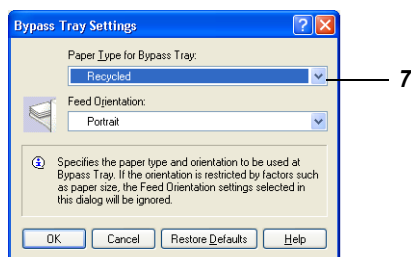 Bypass Tray Settings
Paper Type for Bypass Tray:
Recycled
7
Feed Orientation:
Portrait
Specifies the paper type and orientation to be used at
Bypass Tray. If the orientation is restricted by factors such
as paper size, the Feed Orientation settings selected in
this dialog will be ignored.
OK Cancel Restore Defaults Help